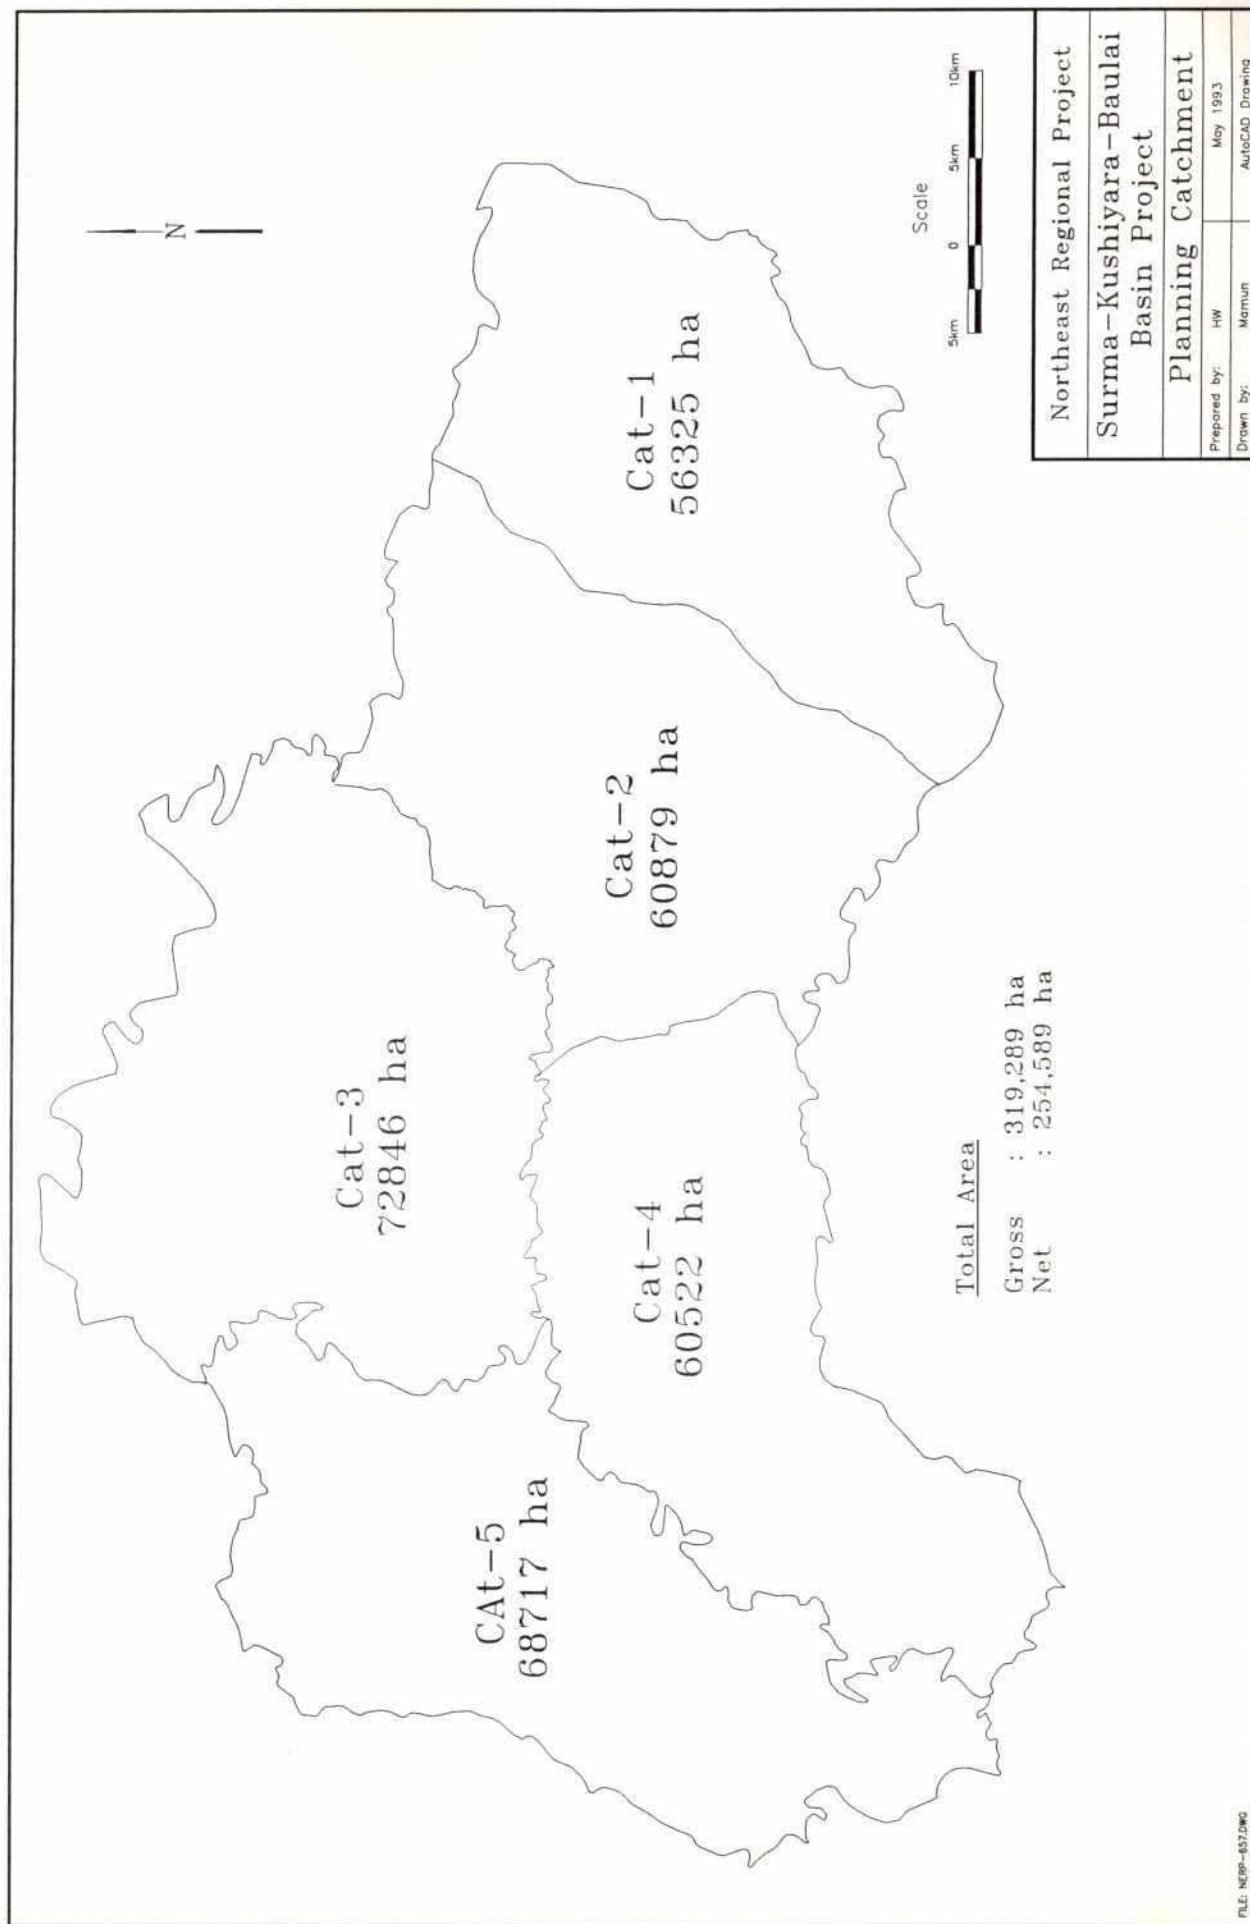 N
Cat-3
72846 ha
CAt-5
68717 ha
Cat-2
60879 ha
Cat-1
56325 ha
Cat-4
60522 ha
Total Area
Gross : 319,289 ha
Net : 254,589 ha
Scale
5km 0 5km 10km
Northeast Regional Project
Surma-Kushiyara-Baulai
Basin Project
Planning Catchment
Prepared by: HW May 1993
Drawn by: Mamun AutoCAD Drawing
FILE: NERP-657.DWG